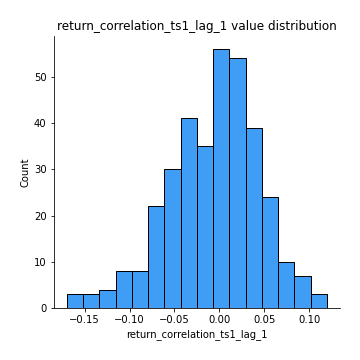 return_correlation_ts1_lag_1 value distribution
Count
50
40
30
20
10
0
−0.15 −0.10 −0.05 0.00 0.05 0.10
return_correlation_ts1_lag_1